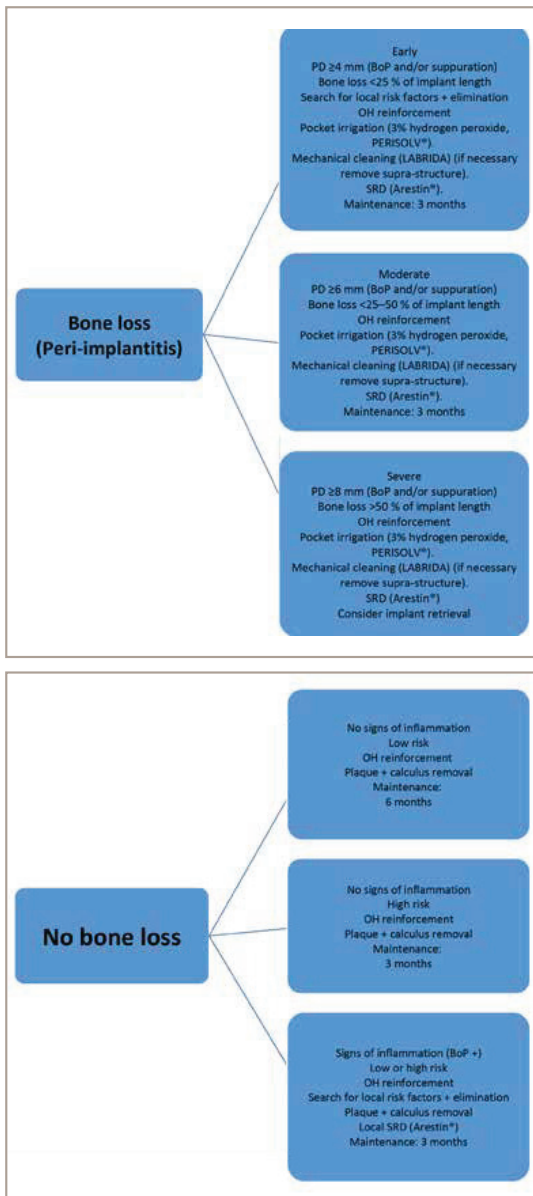 Early
PD ≥4 mm (BoP and/or suppuration)
Bone loss <25 % of implant length
Search for local risk factors + elimination
OH reinforcement
Pocket irrigation (3% hydrogen peroxide,
PERISOLV®).
Mechanical cleaning (LABRIDA) (if necessary
remove supra-structure).
SRD (Arestin®).
Maintenance: 3 months
Bone loss
(Peri-implantitis)
Moderate
PD ≥6 mm (BoP and/or suppuration)
Bone loss <25–50 % of implant length
OH reinforcement
Pocket irrigation (3% hydrogen peroxide,
PERISOLV®).
Mechanical cleaning (LABRIDA) (if necessary
remove supra-structure).
SRD (Arestin®).
Maintenance: 3 months
Severe
PD ≥8 mm (BoP and/or suppuration)
Bone loss >50 % of implant length
OH reinforcement
Pocket irrigation (3% hydrogen peroxide,
PERISOLV®).
Mechanical cleaning (LABRIDA) (if necessary
remove supra-structure).
SRD (Arestin®)
Consider implant retrieval
No signs of inflammation
Low risk
OH reinforcement
Plaque + calculus removal
Maintenance:
6 months
No bone loss
No signs of inflammation
High risk
OH reinforcement
Plaque + calculus removal
Maintenance:
3 months
Signs of inflammation (BoP +)
Low or high risk
OH reinforcement
Search for local risk factors + elimination
Plaque + calculus removal
Local SRD (Arestin®)
Maintenance: 3 months